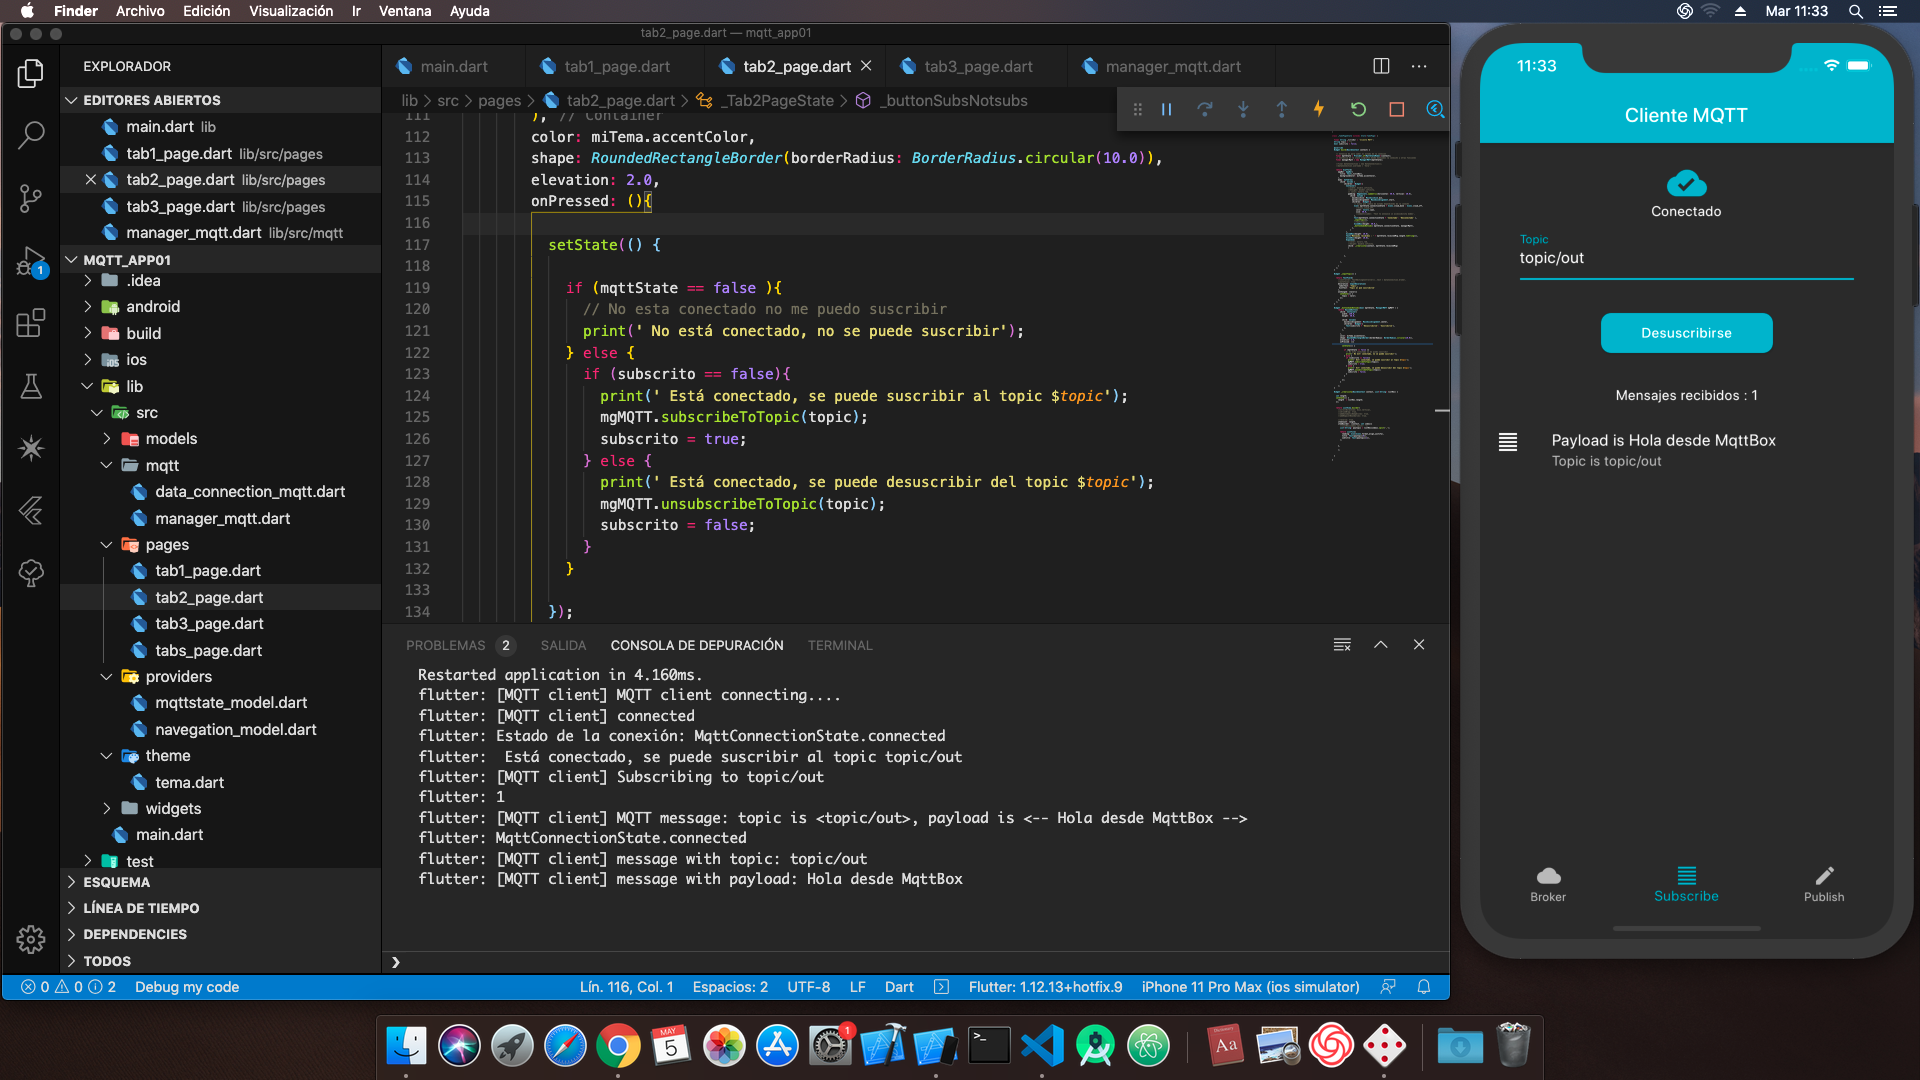 Finder Archivo Edición Visualización Ir Ventana Ayuda
Mar 11:33
tab2_page.dart — mqtt_app01
EXPLORADOR
EDITORES ABIERTOS
main.dart lib
tab1_page.dart lib/src/pages
tab2_page.dart lib/src/pages
tab3_page.dart lib/src/pages
manager_mqtt.dart lib/src/mqtt
MQTT_APP01
.idea
android
build
ios
lib
src
models
mqtt
data_connection_mqtt.dart
manager_mqtt.dart
pages
tab1_page.dart
tab2_page.dart
tab3_page.dart
tabs_page.dart
providers
mqttstate_model.dart
navegation_model.dart
theme
tema.dart
widgets
main.dart
test
ESQUEMA
LÍNEA DE TIEMPO
DEPENDENCIES
TODOS
1
main.dart
tab1_page.dart
tab2_page.dart
tab3_page.dart
manager_mqtt.dart
lib > src > pages > tab2_page.dart > _Tab2PageState > _buttonSubsNotsubs
111 ), // Container
112 color: miTema.accentColor,
113 shape: RoundedRectangleBorder(borderRadius: BorderRadius.circular(10.0)),
114 elevation: 2.0,
115 onPressed: (){
116
117 setState(() {
118
119 if (mqttState == false ){
120 // No esta conectado no me puedo suscribir
121 print(' No está conectado, no se puede suscribir');
122 } else {
123 if (subscrito == false){
124 print(' Está conectado, se puede suscribir al topic $topic');
125 mgMQTT.subscribeToTopic(topic);
126 subscrito = true;
127 } else {
128 print(' Está conectado, se puede desuscribir del topic $topic');
129 mgMQTT.unsubscribeToTopic(topic);
130 subscrito = false;
131 }
132 }
133
134 });
PROBLEMAS 2 SALIDA CONSOLA DE DEPURACIÓN TERMINAL
Restarted application in 4.160ms.
flutter: [MQTT client] MQTT client connecting....
flutter: [MQTT client] connected
flutter: Estado de la conexión: MqttConnectionState.connected
flutter:  Está conectado, se puede suscribir al topic topic/out
flutter: [MQTT client] Subscribing to topic/out
flutter: 1
flutter: [MQTT client] MQTT message: topic is <topic/out>, payload is <-- Hola desde MqttBox -->
flutter: MqttConnectionState.connected
flutter: [MQTT client] message with topic: topic/out
flutter: [MQTT client] message with payload: Hola desde MqttBox
0 0 2 Debug my code
Lín. 116, Col. 1 Espacios: 2 UTF-8 LF Dart Flutter: 1.12.13+hotfix.9 iPhone 11 Pro Max (ios simulator)
11:33
Cliente MQTT
Conectado
Topic
topic/out
Desuscribirse
Mensajes recibidos : 1
Payload is Hola desde MqttBox
Topic is topic/out
Broker
Subscribe
Publish
MAY
5
1
Aa